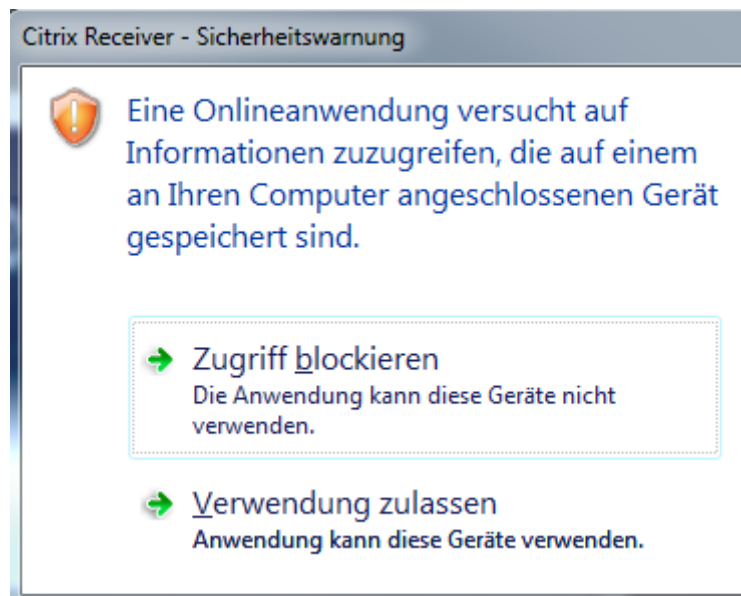 Citrix Receiver - Sicherheitswarnung
Eine Onlineanwendung versucht auf
Informationen zuzugreifen, die auf einem
an Ihren Computer angeschlossenen Gerät
gespeichert sind.
Zugriff blockieren
Die Anwendung kann diese Geräte nicht
verwenden.
Verwendung zulassen
Anwendung kann diese Geräte verwenden.